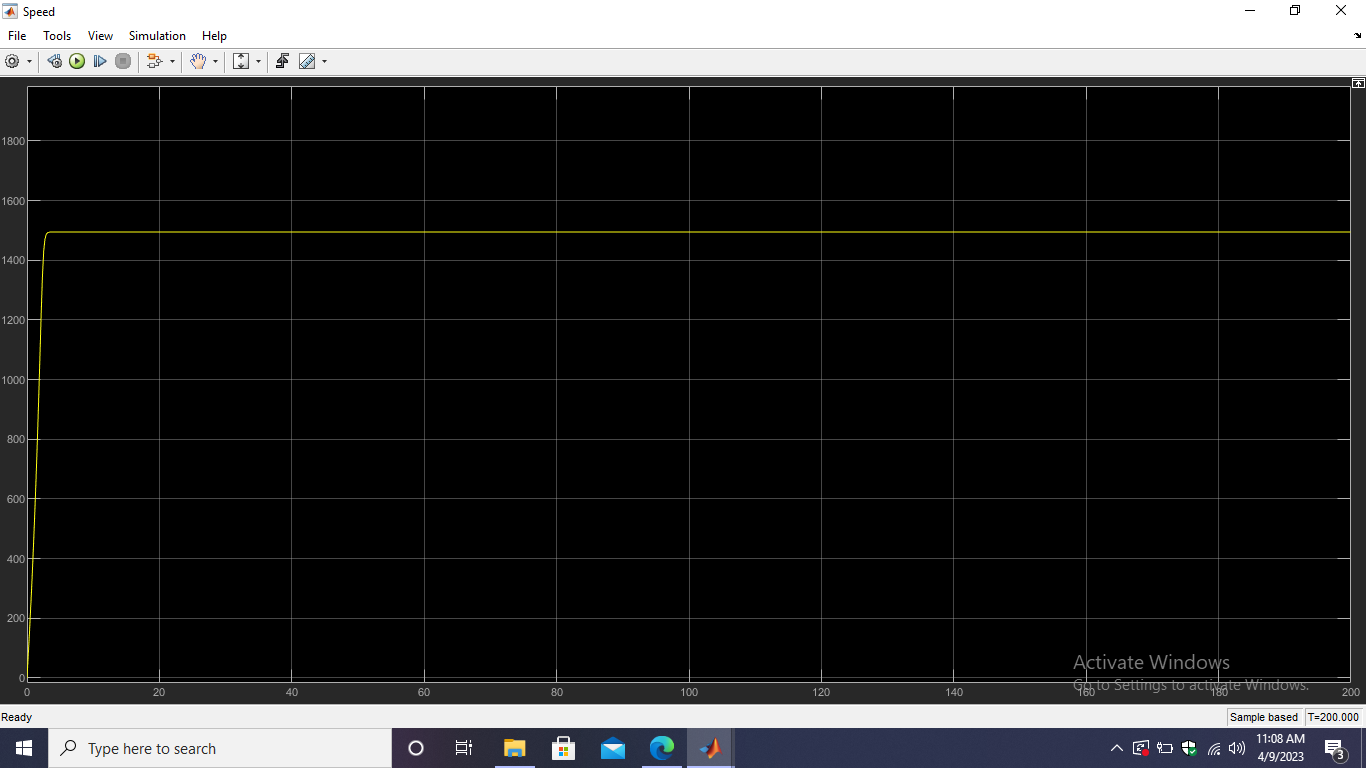 Speed
File Tools View Simulation Help
1800
1600
1400
1200
1000
800
600
400
200
0
0 20 40 60 80 100 120 140 160 180 200
Activate Windows
Go to Settings to activate Windows.
Ready Sample based T=200.000
Type here to search
11:08 AM
4/9/2023
3